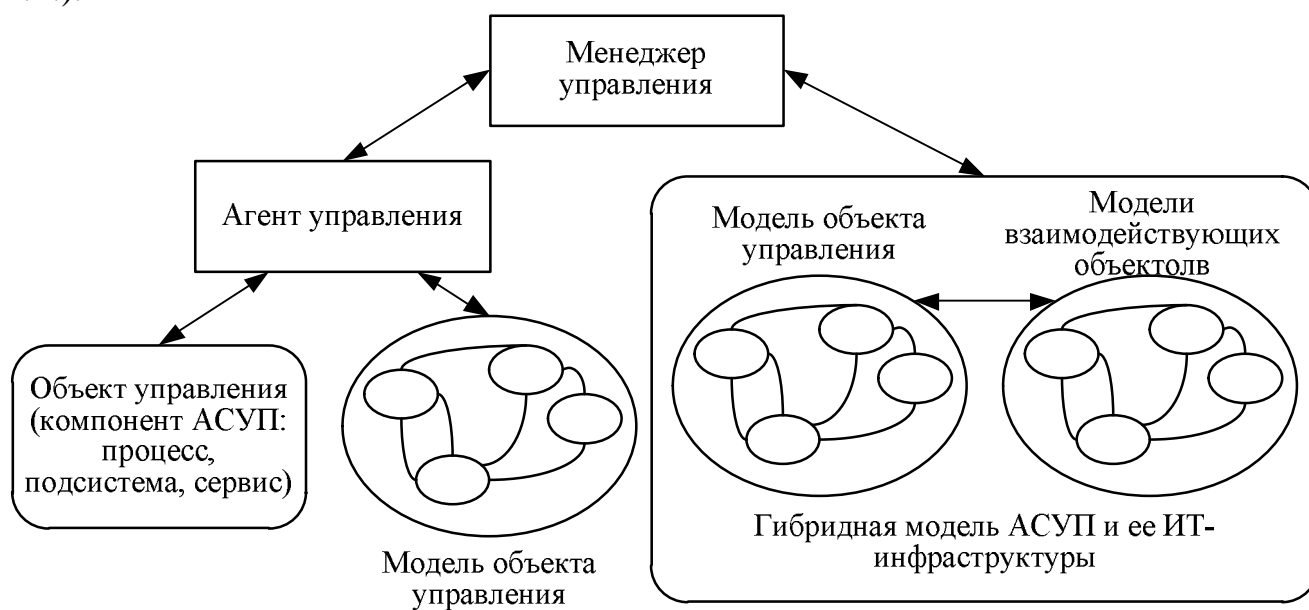 Менеджер
управления
Агент управления
Модель объекта
управления
Модели
взаимодействующих
объектолв
Объект управления
(компонент АСУП:
процесс,
подсистема, сервис)
Модель объекта
управления
Гибридная модель АСУП и ее ИТ-
инфраструктуры